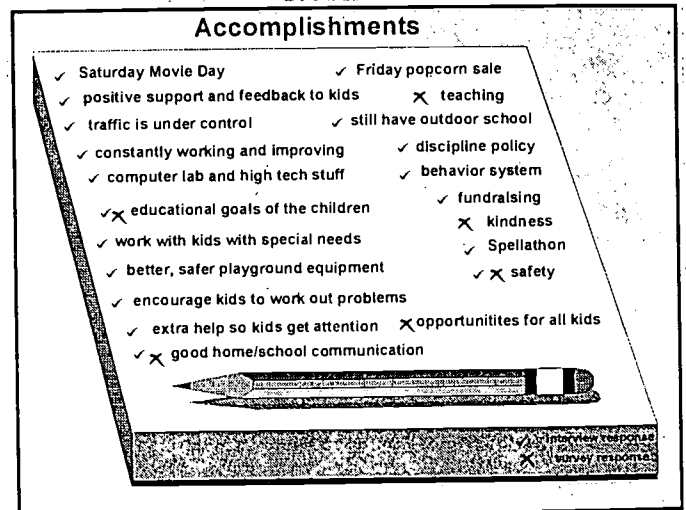 Accomplishments
✓ Saturday Movie Day ✓ Friday popcorn sale
✓ positive support and feedback to kids ✗ teaching
✓ traffic is under control ✓ still have outdoor school
✓ constantly working and improving ✓ discipline policy
✓ computer lab and high tech stuff ✓ behavior system
✓ fundraising
✓✗ educational goals of the children
✗ kindness
✓ work with kids with special needs ✓ Spellathon
✓ better, safer playground equipment ✓✗ safety
✓ encourage kids to work out problems
✓ extra help so kids get attention ✗ opportunitites for all kids
✓✗ good home/school communication
✓ interview response
✗ survey response